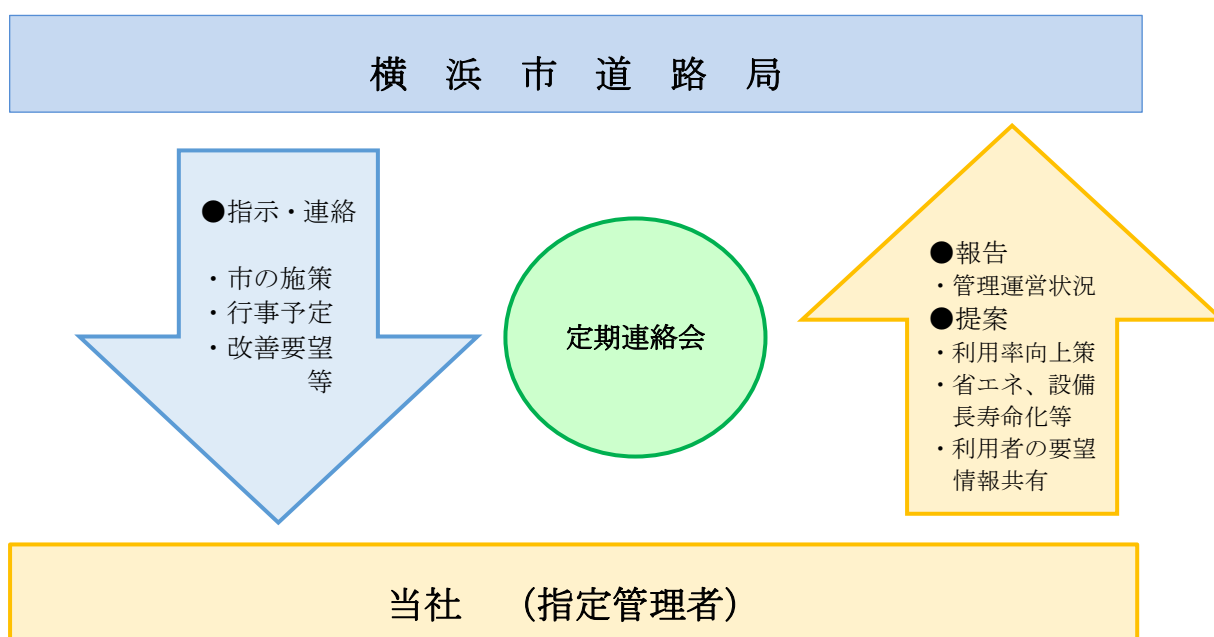 横 浜 市 道 路 局
●指示・連絡
・市の施策
・行事予定
・改善要望
等
定期連絡会
●報告
・管理運営状況
●提案
・利用率向上策
・省エネ、設備
長寿命化等
・利用者の要望
情報共有
当社 （指定管理者）